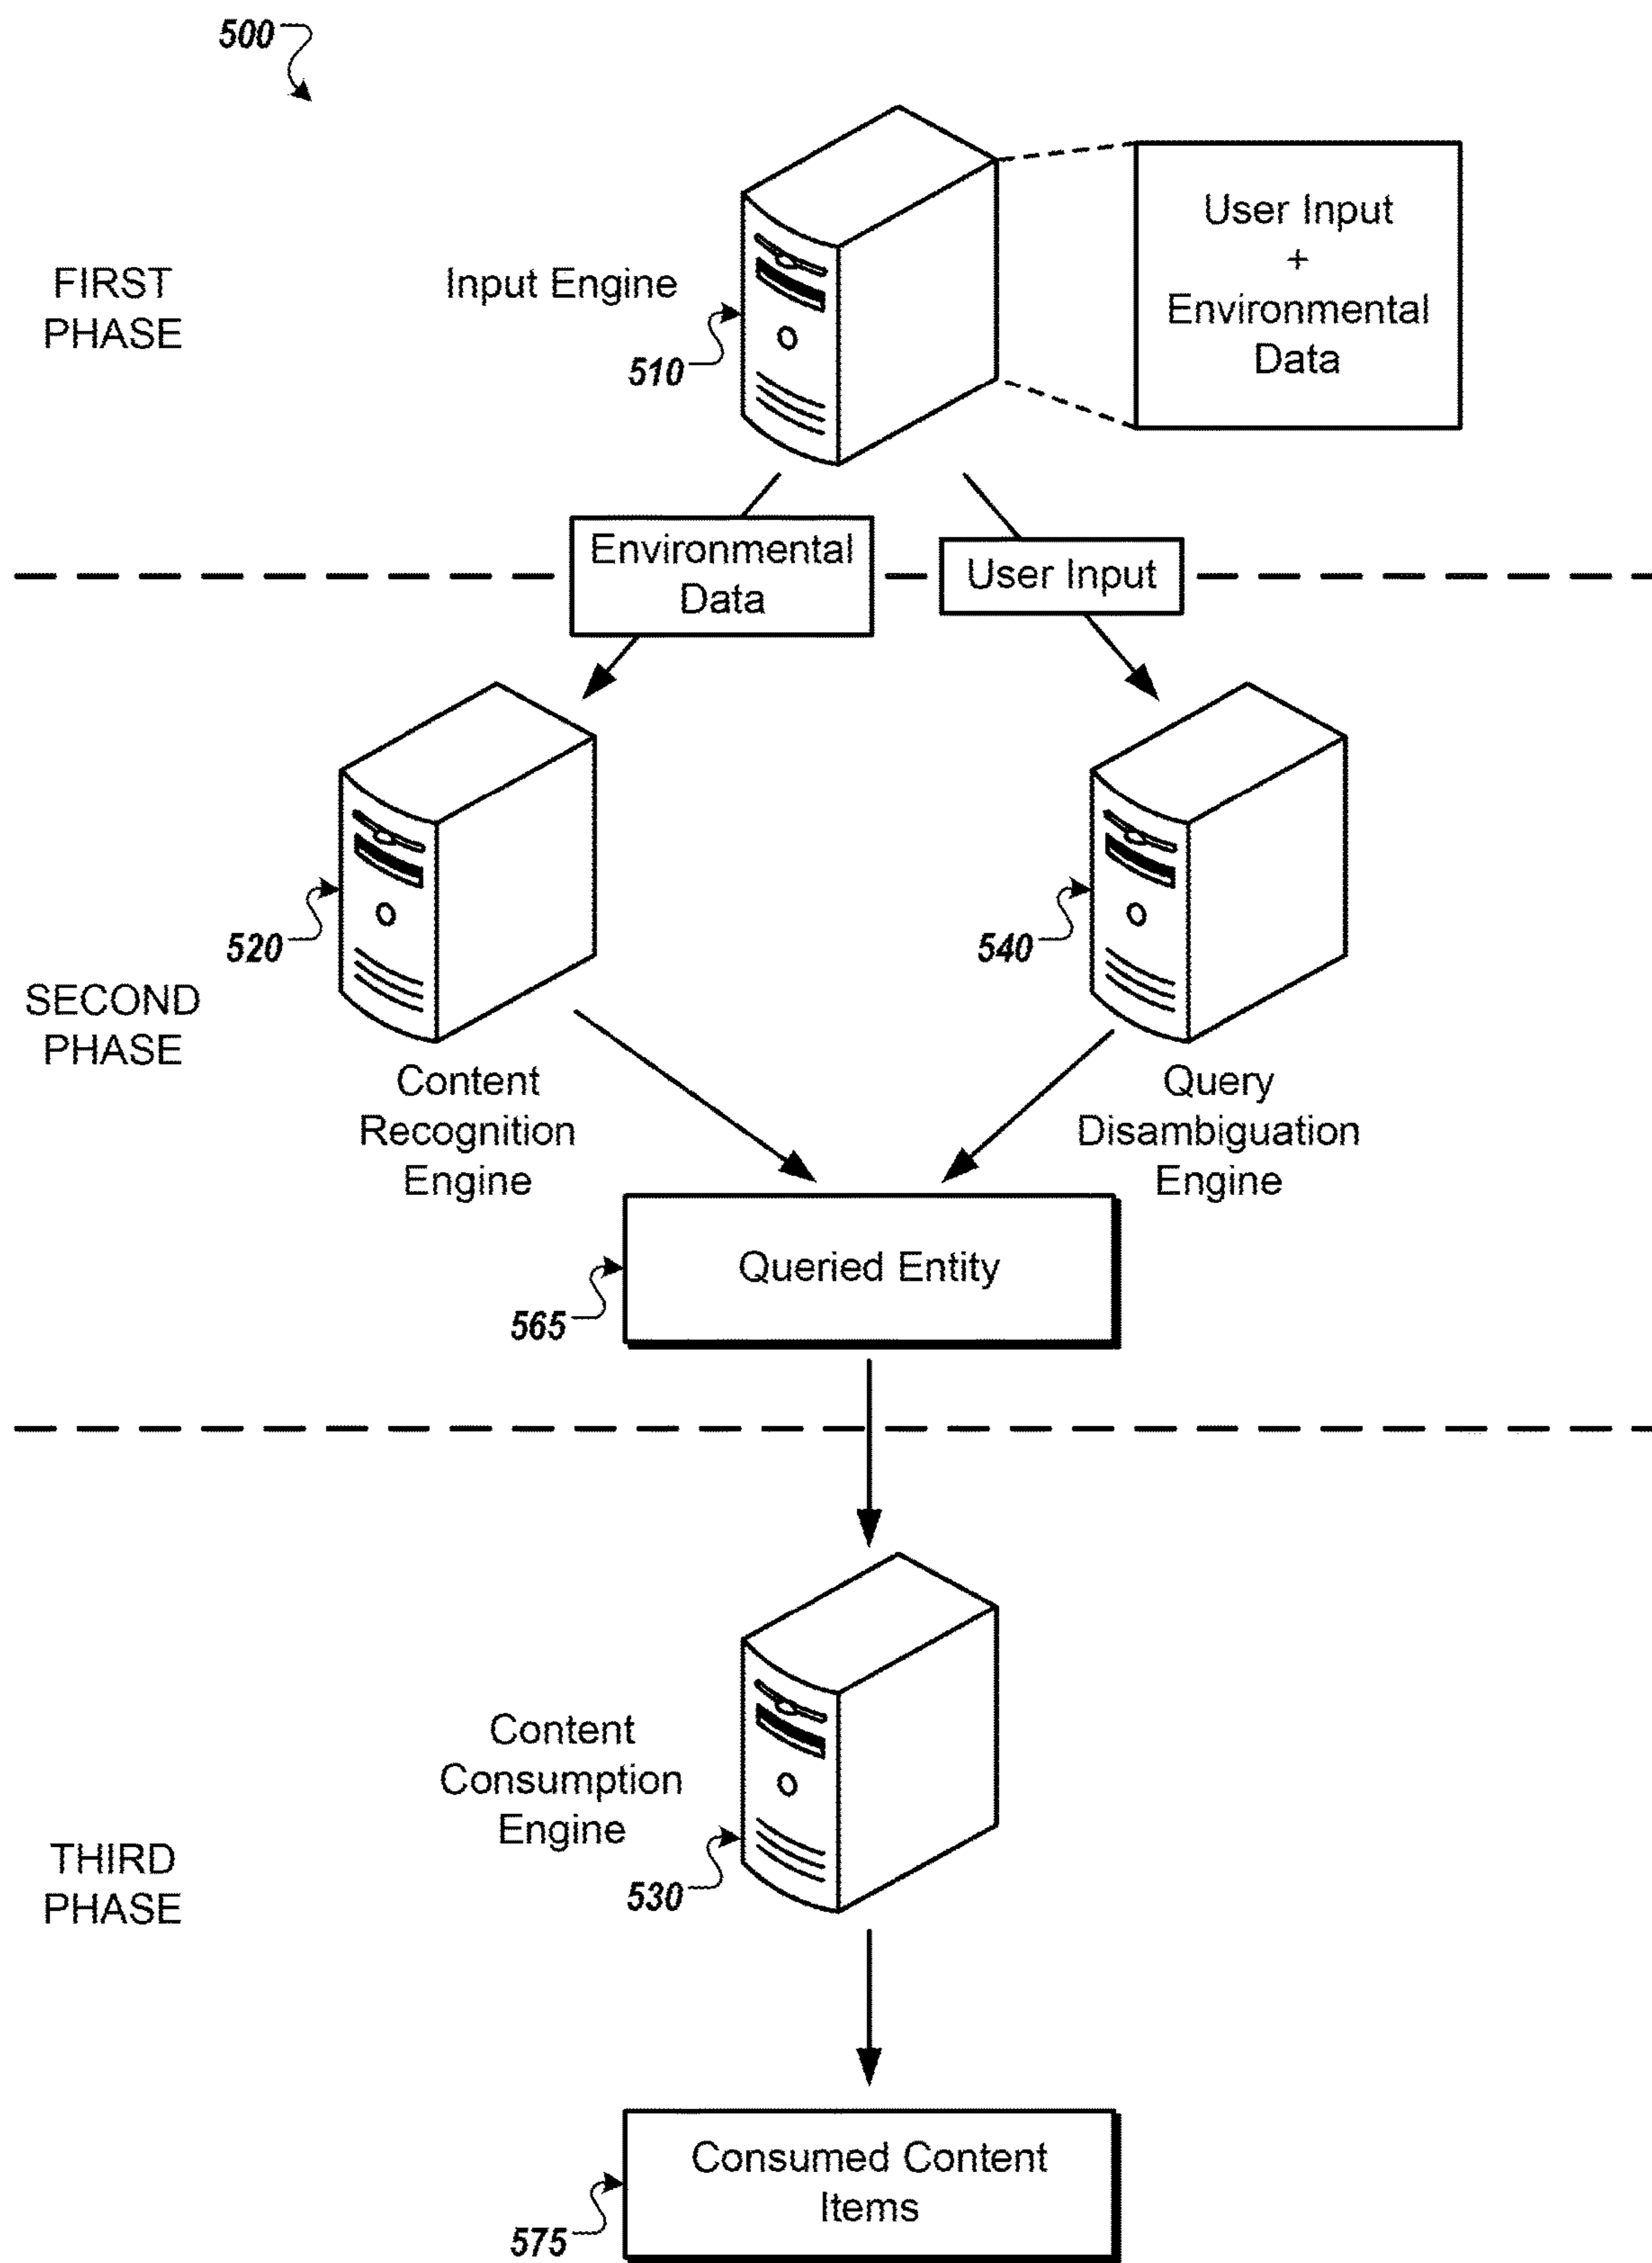 500
User Input
+
Environmental
Data
FIRST
PHASE
Input Engine
510
Environmental
Data
User Input
520
540
SECOND
PHASE
Content
Recognition
Engine
Query
Disambiguation
Engine
Queried Entity
565
Content
Consumption
Engine
THIRD
PHASE
530
Consumed Content
Items
575